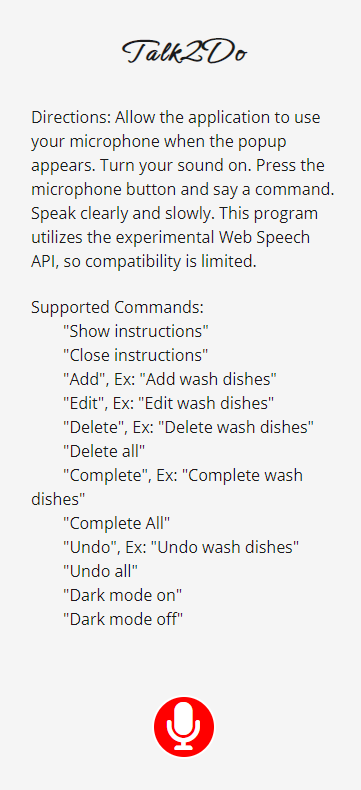 Talk2Do
Directions: Allow the application to use
your microphone when the popup
appears. Turn your sound on. Press the
microphone button and say a command.
Speak clearly and slowly. This program
utilizes the experimental Web Speech
API, so compatibility is limited.
Supported Commands:
"Show instructions"
"Close instructions"
"Add", Ex: "Add wash dishes"
"Edit", Ex: "Edit wash dishes"
"Delete", Ex: "Delete wash dishes"
"Delete all"
"Complete", Ex: "Complete wash
dishes"
"Complete All"
"Undo", Ex: "Undo wash dishes"
"Undo all"
"Dark mode on"
"Dark mode off"